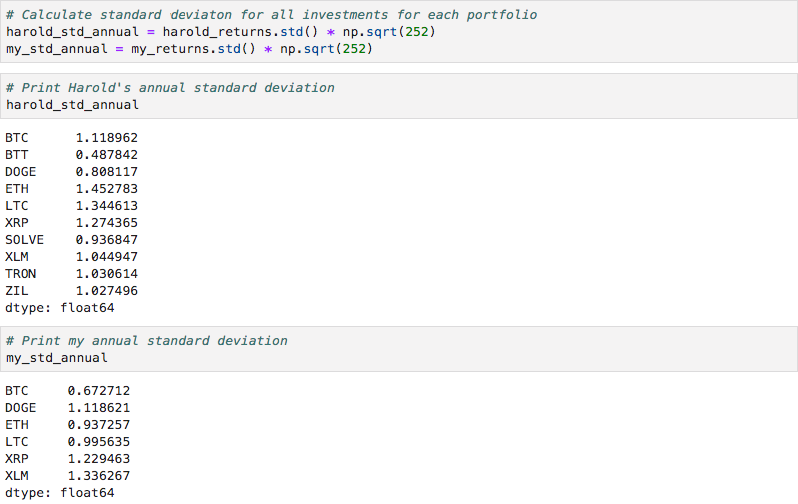 # Calculate standard deviaton for all investments for each portfolio
harold_std_annual = harold_returns.std() * np.sqrt(252)
my_std_annual = my_returns.std() * np.sqrt(252)
# Print Harold's annual standard deviation
harold_std_annual
BTC 1.118962
BTT 0.487842
DOGE 0.808117
ETH 1.452783
LTC 1.344613
XRP 1.274365
SOLVE 0.936847
XLM 1.044947
TRON 1.030614
ZIL 1.027496
dtype: float64
# Print my annual standard deviation
my_std_annual
BTC 0.672712
DOGE 1.118621
ETH 0.937257
LTC 0.995635
XRP 1.229463
XLM 1.336267
dtype: float64